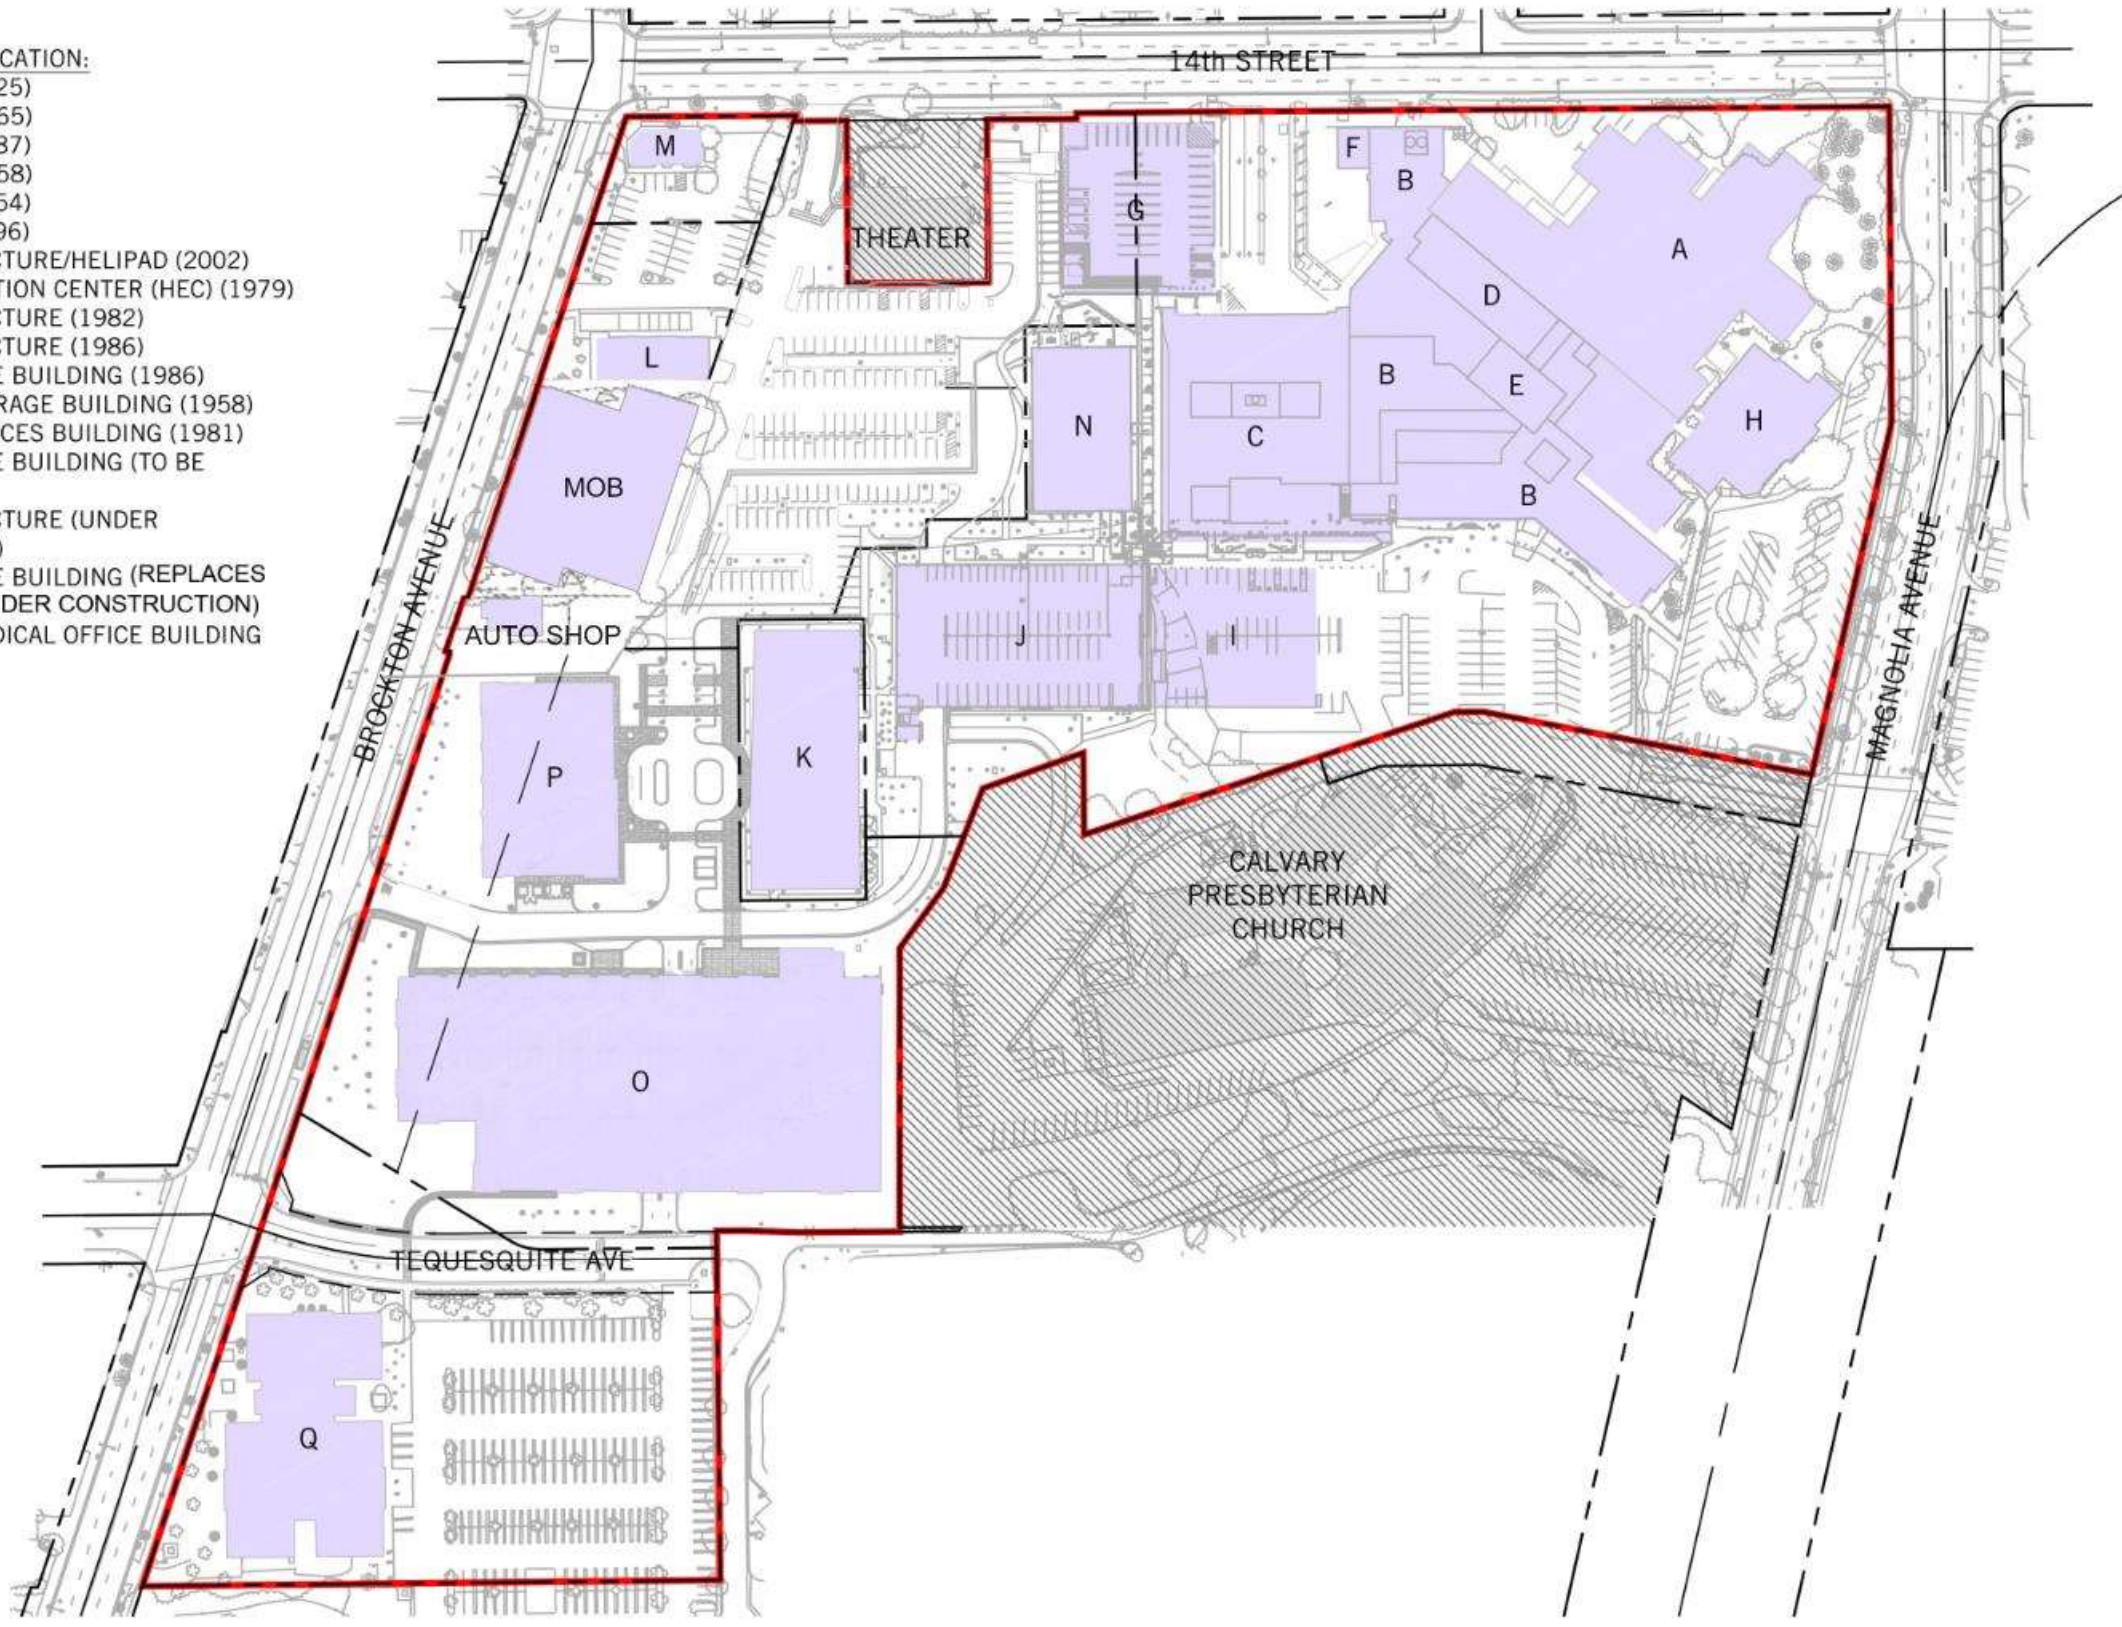 CATION:
25)
65)
87)
58)
54)
96)
CTURE/HELIPAD (2002)
TION CENTER (HEC) (1979)
CTURE (1982)
CTURE (1986)
E BUILDING (1986)
RAGE BUILDING (1958)
CES BUILDING (1981)
E BUILDING (TO BE
CTURE (UNDER
)
E BUILDING (REPLACES
DER CONSTRUCTION)
DICAL OFFICE BUILDING
14th STREET
M
F
B
G
THEATER
A
D
L
B
E
N
C
H
MOB
B
BROCKTON AVENUE
AUTO SHOP
J
I
MAGNOLIA AVENUE
K
P
CALVARY
PRESBYTERIAN
CHURCH
O
TEQUESQUITE AVE
Q